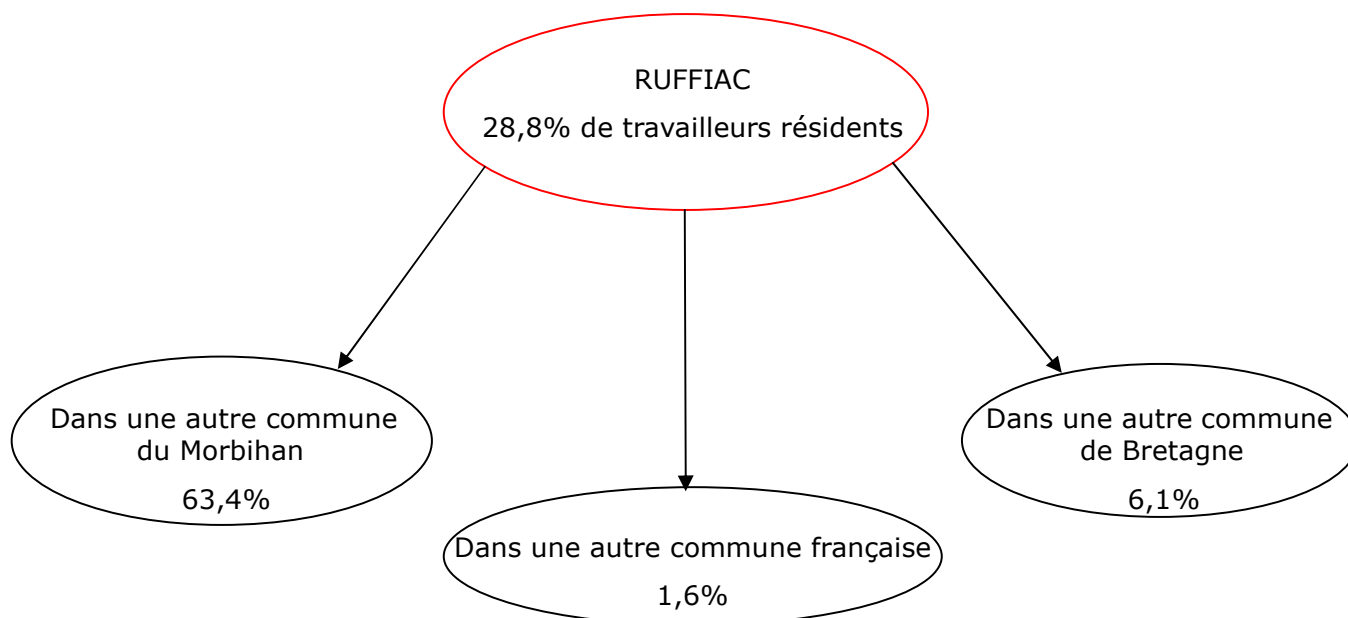 RUFFIAC
28,8% de travailleurs résidents
Dans une autre commune
du Morbihan
63,4%
Dans une autre commune française
1,6%
Dans une autre commune
de Bretagne
6,1%